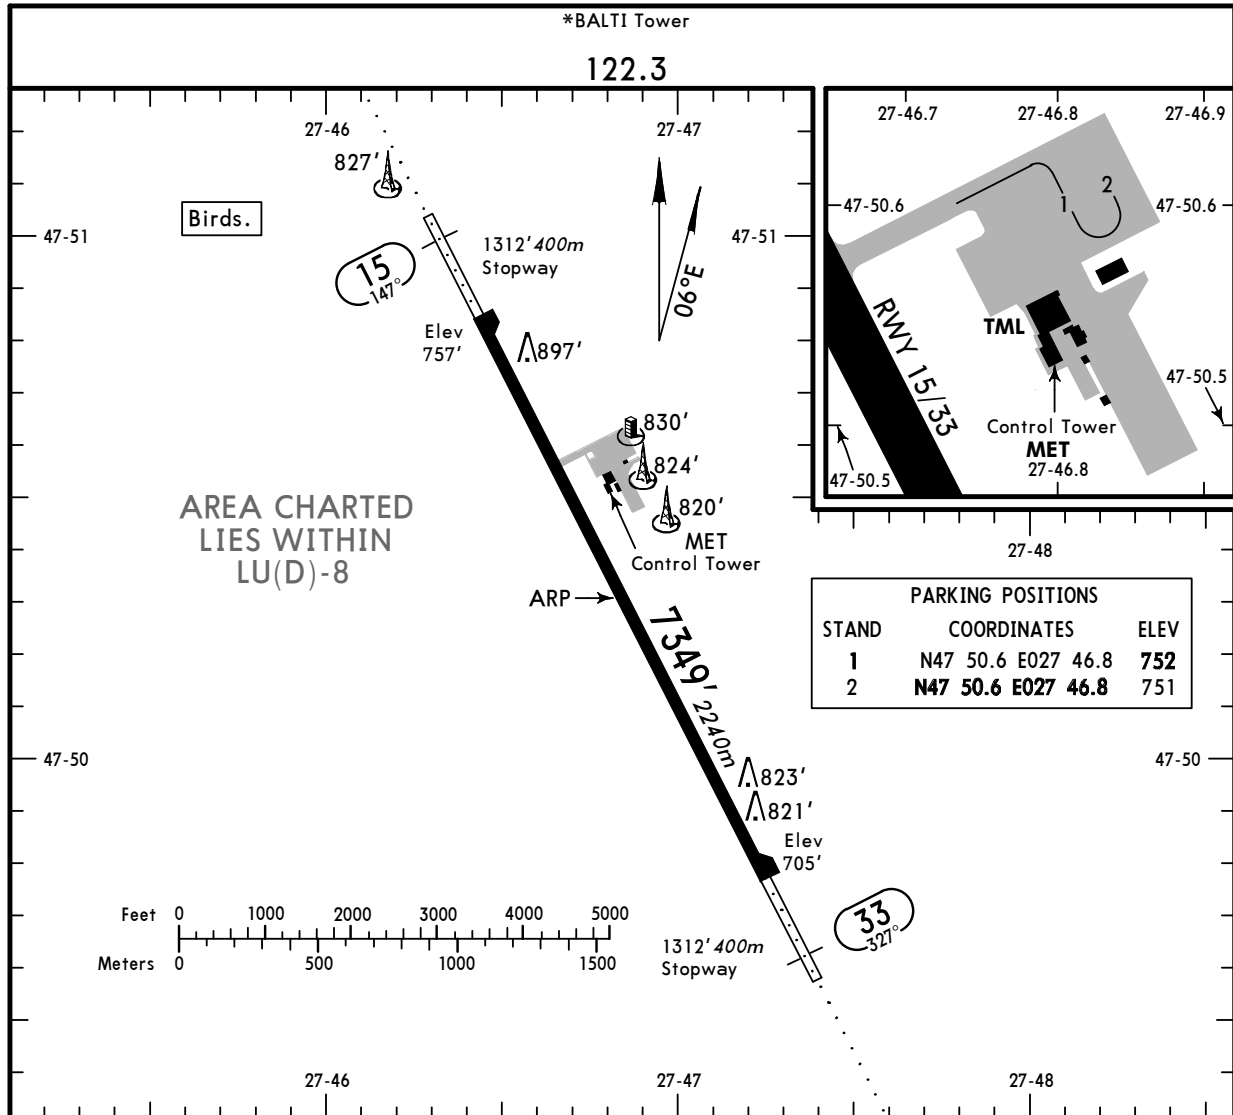 *BALTI Tower
122.3
27-46
27-47
827'
Birds.
47-51
47-51
15
147°
1312' 400m
Stopway
06°E
Elev
757'
897'
830'
824'
820'
MET
Control Tower
AREA CHARTED
LIES WITHIN
LU(D)-8
ARP
7349' 2240m
47-50
47-50
823'
821'
Elev
705'
33
327°
1312' 400m
Stopway
Feet 0 1000 2000 3000 4000 5000
Meters 0 500 1000 1500
27-46
27-47
27-48
27-46.7
27-46.8
27-46.9
47-50.6
47-50.6
1
2
RWY 15/33
TML
47-50.5
47-50.5
Control Tower
MET
27-46.8
27-48
PARKING POSITIONS
STAND COORDINATES ELEV
1 N47 50.6 E027 46.8 752
2 N47 50.6 E027 46.8 751